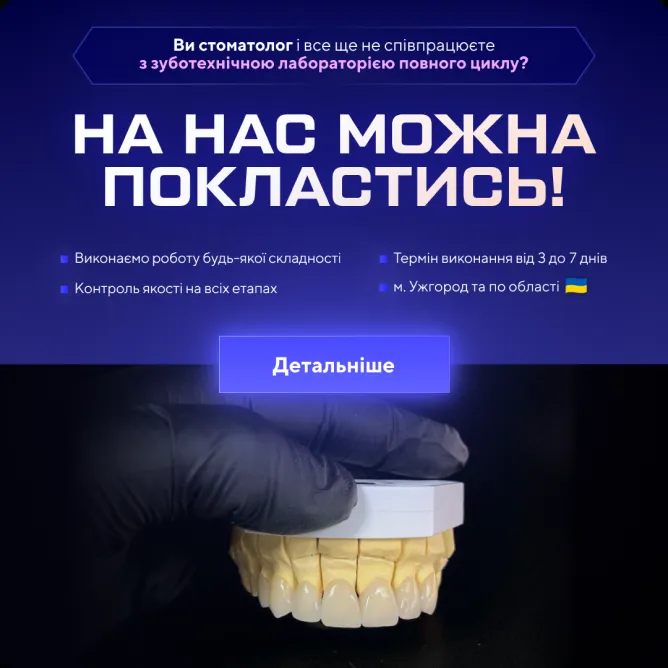 Ви стоматолог і все ще не співпрацюєте
з зуботехнічною лабораторією повного циклу?
НА НАС МОЖНА
ПОКЛАСТИСЬ!
Виконаємо роботу будь-якої складності
Контроль якості на всіх етапах
Термін виконання від 3 до 7 днів
м. Ужгород та по області
Детальніше